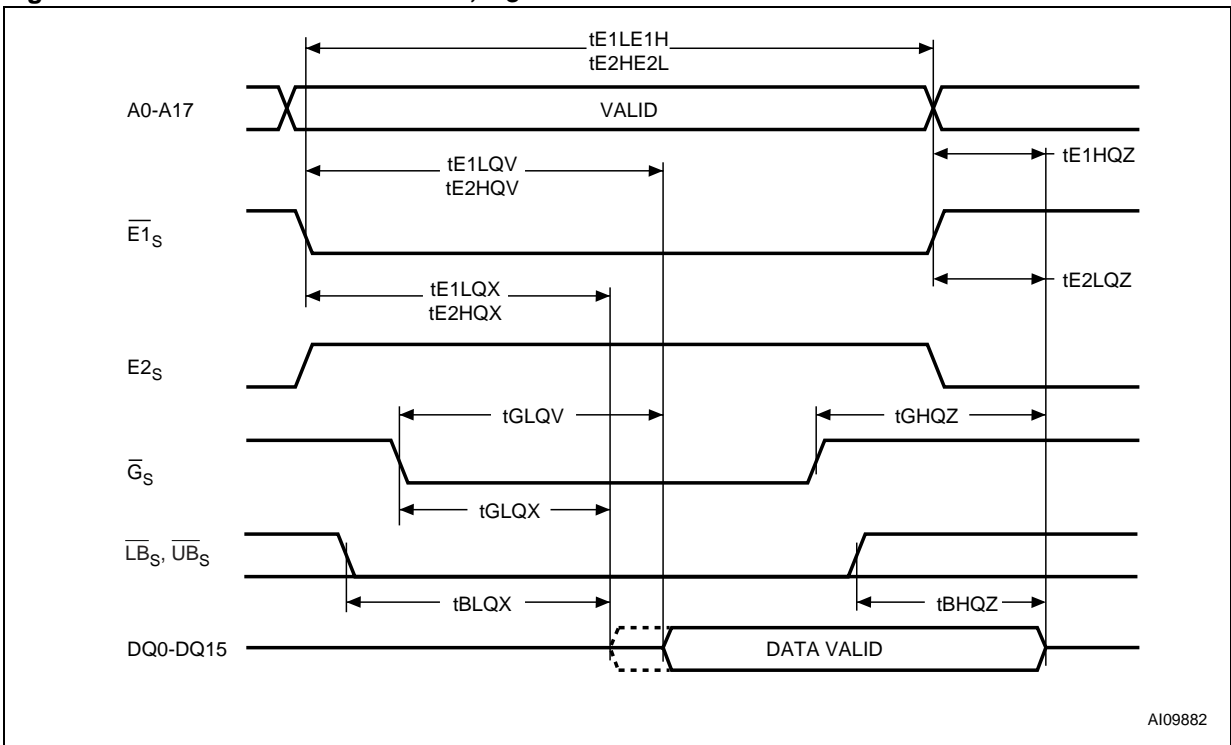 tE1LE1H
tE2HE2L
A0-A17
VALID
tE1HQZ
tE1LQV
tE2HQV
E1S
tE2LQZ
tE1LQX
tE2HQX
E2S
tGLQV
tGHQZ
GS
tGLQX
LBS, UBS
tBLQX
tBHQZ
DQ0-DQ15
DATA VALID
AI09882